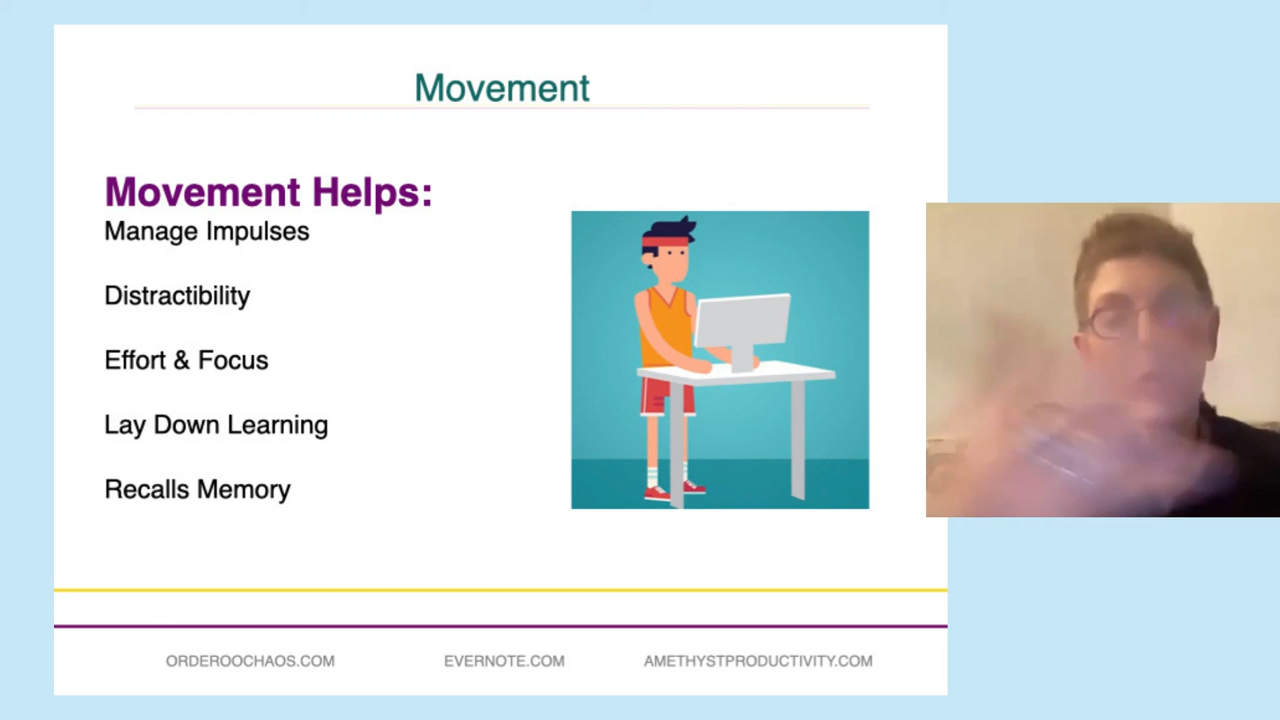 Movement
Movement Helps:
Manage Impulses
Distractibility
Effort & Focus
Lay Down Learning
Recalls Memory
ORDEROOCHAOS.COM
EVERNOTE.COM
AMETHYSTPRODUCTIVITY.COM